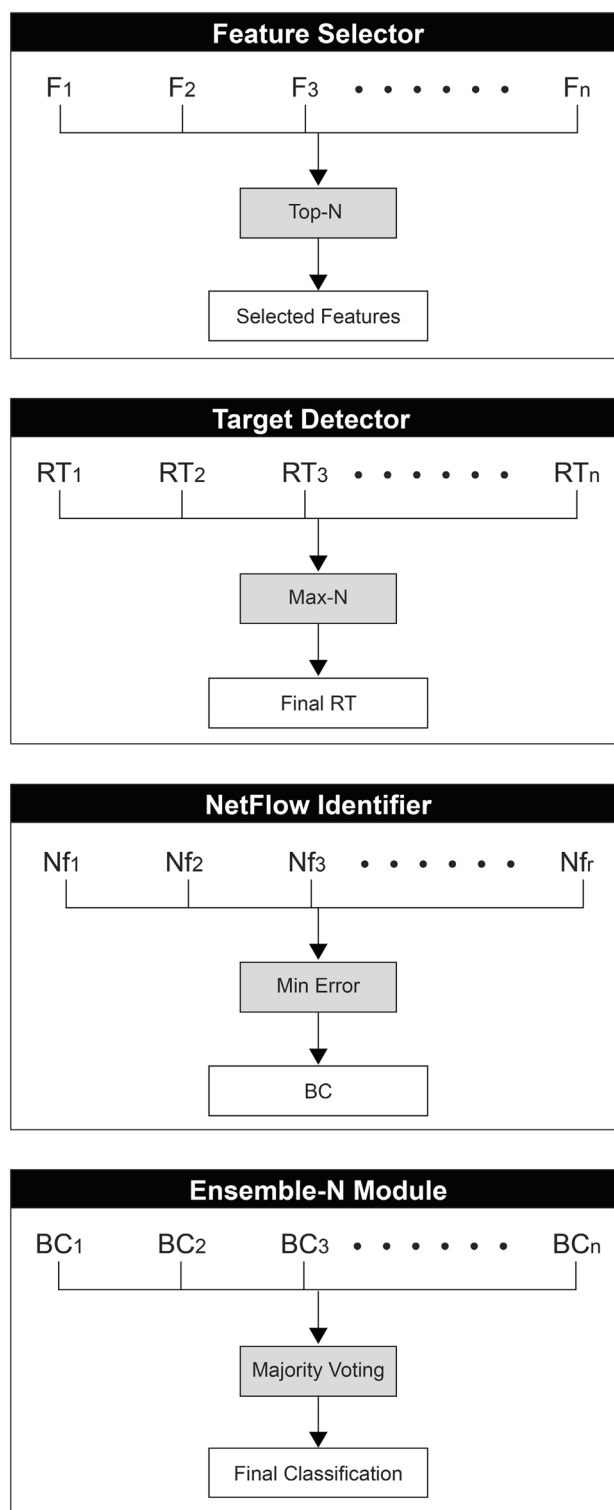 Feature Selector
F1 F2 F3 • • • • • • Fn
Top-N
Selected Features
Target Detector
RT1 RT2 RT3 • • • • • • RTn
Max-N
Final RT
NetFlow Identifier
Nf1 Nf2 Nf3 • • • • • • Nfr
Min Error
BC
Ensemble-N Module
BC1 BC2 BC3 • • • • • • BCn
Majority Voting
Final Classification